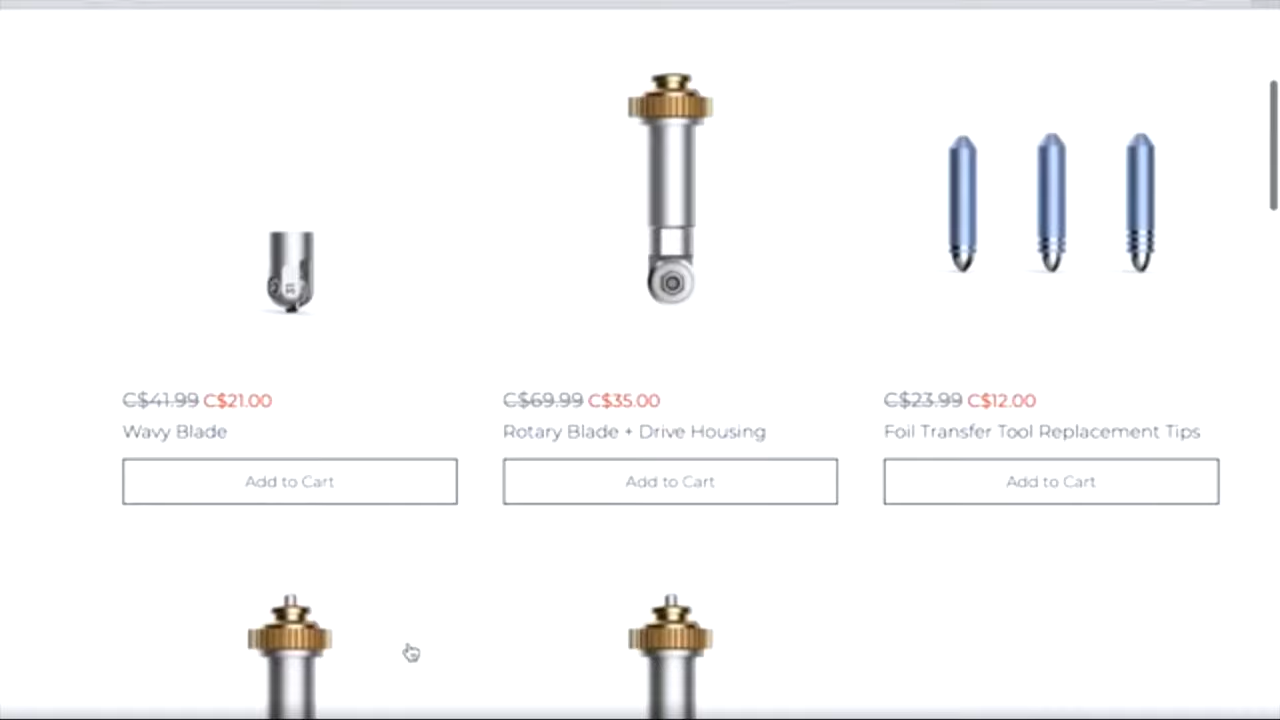 C$41.99 C$21.00
Wavy Blade
Add to Cart
C$69.99 C$35.00
Rotary Blade + Drive Housing
Add to Cart
C$23.99 C$12.00
Foil Transfer Tool Replacement Tips
Add to Cart